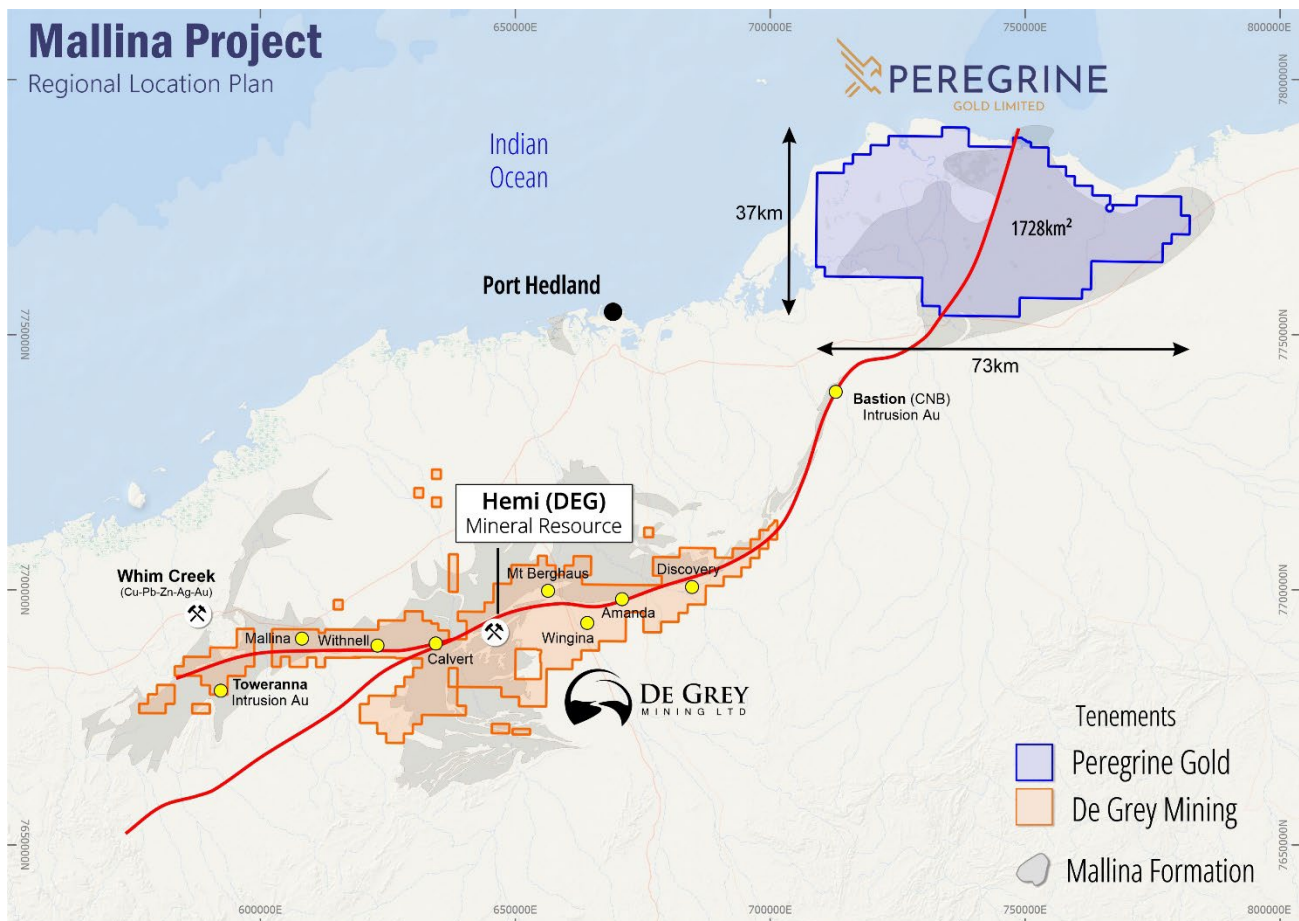 Mallina Project
Regional Location Plan
600000E
650000E
700000E
750000E
800000E
7800000N
7800000N
PEREGRINE
GOLD LIMITED
Indian
Ocean
37km
1728km²
73km
Port Hedland
7750000N
7750000N
Bastion (CNB)
Intrusion Au
Hemi (DEG)
Mineral Resource
Whim Creek
(Cu-Pb-Zn-Ag-Au)
Mt Berghaus
Discovery
7700000N
7700000N
Amanda
Mallina
Withnell
Wingina
Calvert
Toweranna
Intrusion Au
DE GREY
MINING LTD
Tenements
Peregrine Gold
De Grey Mining
Mallina Formation
7650000N
7650000N
600000E
650000E
700000E
750000E
800000E